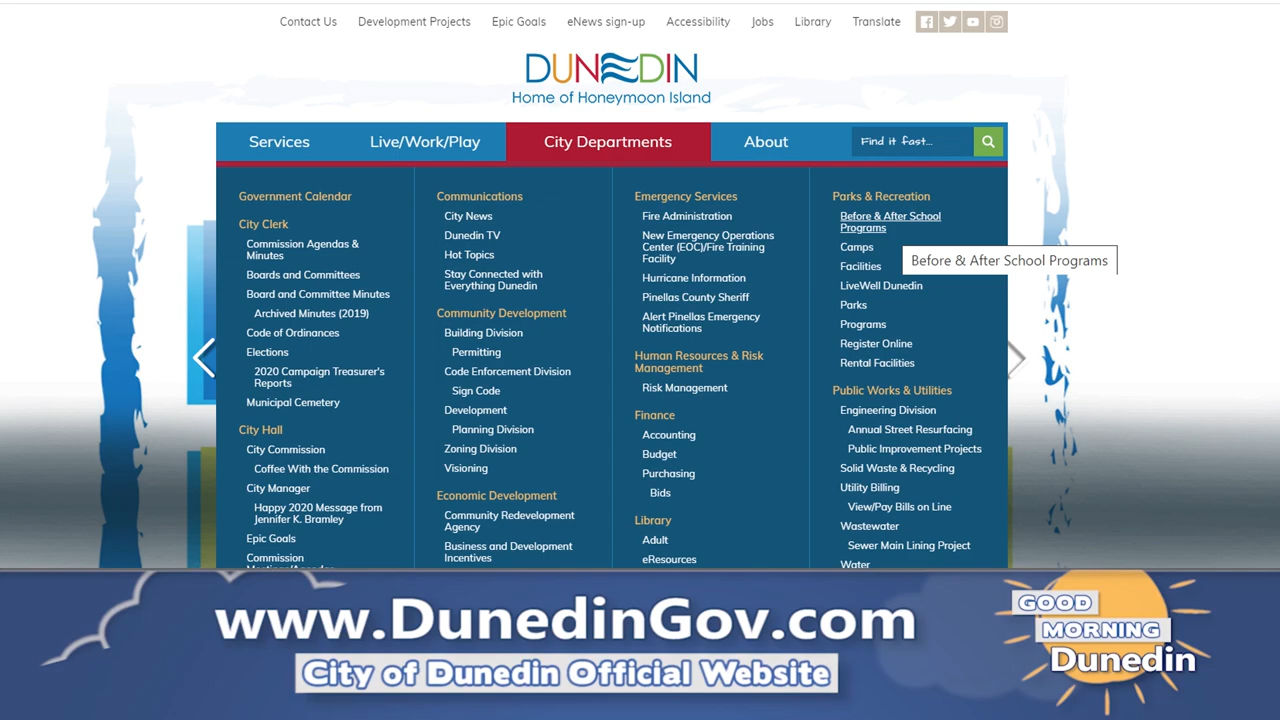 Contact Us Development Projects Epic Goals eNews sign-up Accessibility Jobs Library Translate
DUNEDIN
Home of Honeymoon Island
Services Live/Work/Play City Departments About Find it fast...
Government Calendar
City Clerk
Commission Agendas &
Minutes
Boards and Committees
Board and Committee Minutes
Archived Minutes (2019)
Code of Ordinances
Elections
2020 Campaign Treasurer's
Reports
Municipal Cemetery
City Hall
City Commission
Coffee With the Commission
City Manager
Happy 2020 Message from
Jennifer K. Bramley
Epic Goals
Commission
Communications
City News
Dunedin TV
Hot Topics
Stay Connected with
Everything Dunedin
Community Development
Building Division
Permitting
Code Enforcement Division
Sign Code
Development
Planning Division
Zoning Division
Visioning
Economic Development
Community Redevelopment
Agency
Business and Development
Incentives
Emergency Services
Fire Administration
New Emergency Operations
Center (EOC)/Fire Training
Facility
Hurricane Information
Pinellas County Sheriff
Alert Pinellas Emergency
Notifications
Human Resources & Risk
Management
Risk Management
Finance
Accounting
Budget
Purchasing
Bids
Library
Adult
eResources
Parks & Recreation
Before & After School
Programs
Camps
Before & After School Programs
Facilities
LiveWell Dunedin
Parks
Programs
Register Online
Rental Facilities
Public Works & Utilities
Engineering Division
Annual Street Resurfacing
Public Improvement Projects
Solid Waste & Recycling
Utility Billing
View/Pay Bills on Line
Wastewater
Sewer Main Lining Project
Water
www.DunedinGov.com
City of Dunedin Official Website
GOOD
MORNING
Dunedin